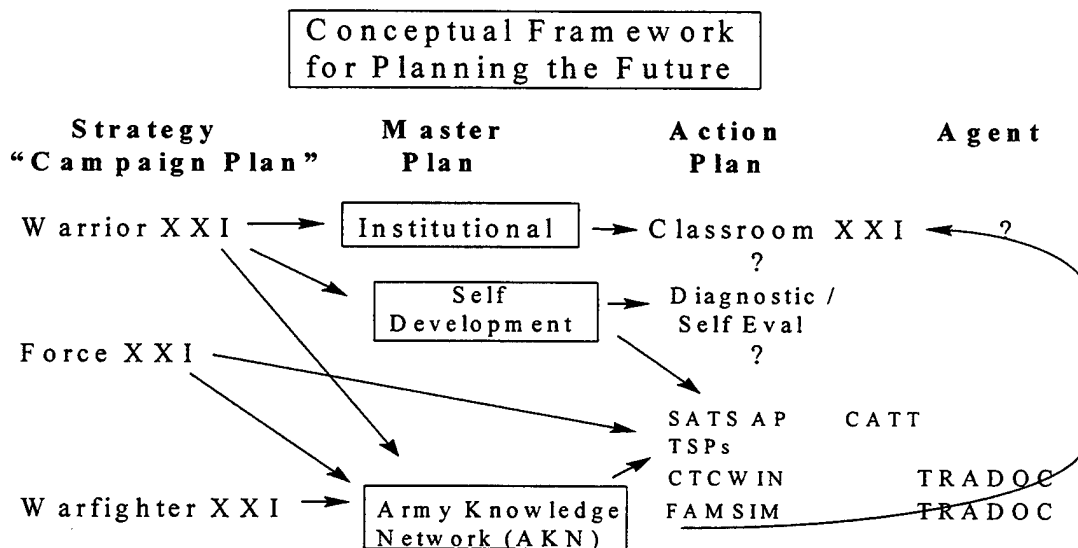 Conceptual Framework
for Planning the Future
Strategy
“Campaign Plan”
Master
Plan
Action
Plan
Agent
Warrior XXI
Institutional
Classroom XXI
?
?
Self
Development
Diagnostic /
Self Eval
?
Force XXI
SATSAP CATT
TSPs
CTCWIN TRADOC
Warfighter XXI
Army Knowledge
Network (AKN)
FAMSIM TRADOC